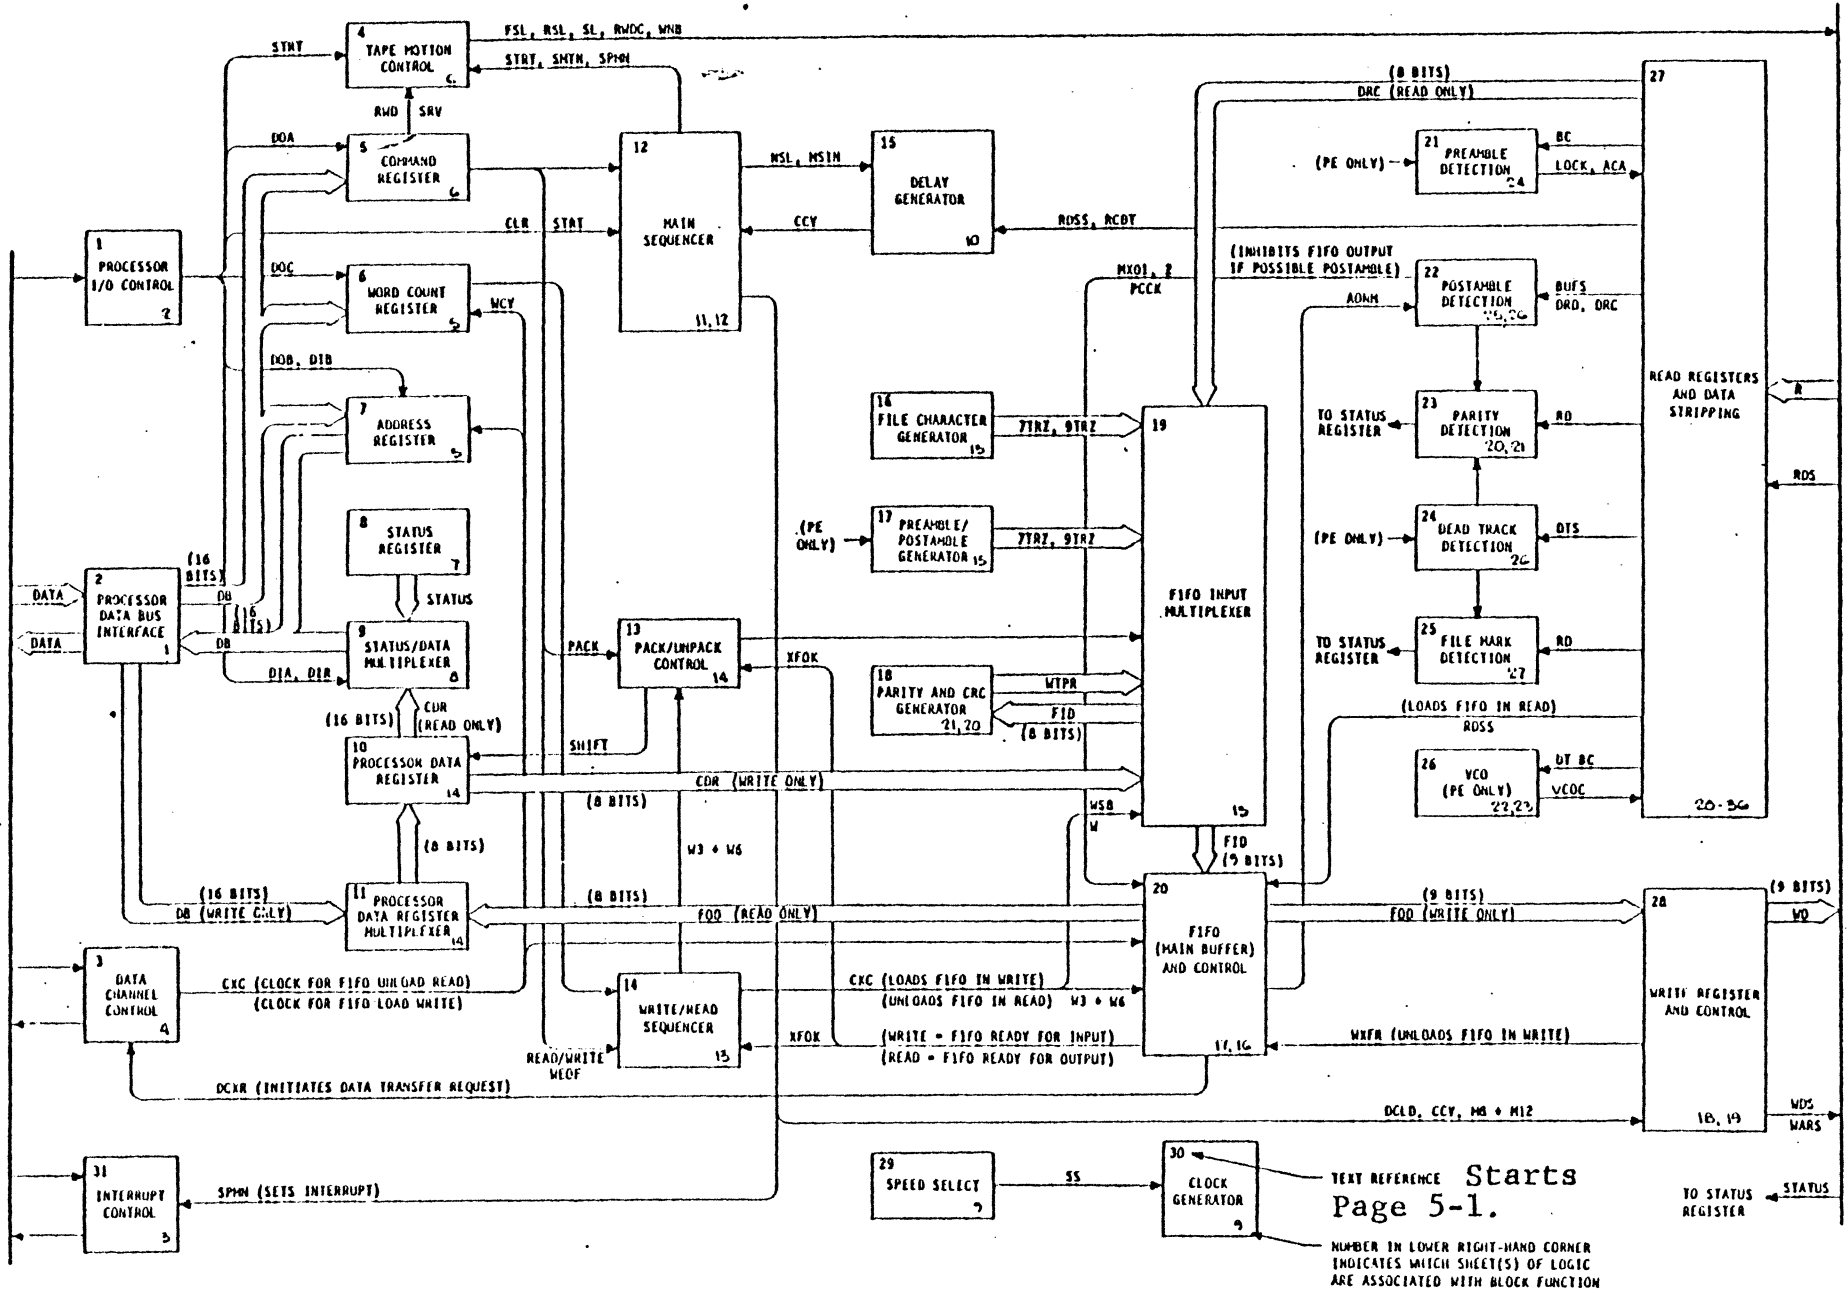 4
TAPE MOTION
CONTROL
STRT
FSL, RSL, SL, RWDC, WNB
STRT, SMTN, SPMN
RWD SRV
DOA
5
COMMAND
REGISTER
6
CLR STRT
1
PROCESSOR
I/O CONTROL
2
DOC
6
WORD COUNT
REGISTER
5
WCY
DOB, DIB
7
ADDRESS
REGISTER
5
8
STATUS
REGISTER
7
STATUS
(16
BITS)
DB
(16
BITS)
DB
DATA
DATA
2
PROCESSOR
DATA BUS
INTERFACE
1
9
STATUS/DATA
MULTIPLEXER
8
DIA, DIR
(16 BITS)
CDR
(READ ONLY)
10
PROCESSOR DATA
REGISTER
14
SHIFT
CDR (WRITE ONLY)
(8 BITS)
(8 BITS)
11
PROCESSOR
DATA REGISTER
MULTIPLEXER
14
(16 BITS)
DB (WRITE ONLY)
(8 BITS)
FOD (READ ONLY)
3
DATA
CHANNEL
CONTROL
4
CXC (CLOCK FOR FIFO UNLOAD READ)
(CLOCK FOR FIFO LOAD WRITE)
DCXR (INITIATES DATA TRANSFER REQUEST)
31
INTERRUPT
CONTROL
3
SPMN (SETS INTERRUPT)
12
MAIN
SEQUENCER
11,12
MSL, MSTN
CCY
15
DELAY
GENERATOR
10
RDSS, RCDT
PACK
13
PACK/UNPACK
CONTROL
14
XFOK
W3 + W6
14
WRITE/READ
SEQUENCER
13
READ/WRITE
WEOF
CXC (LOADS FIFO IN WRITE)
(UNLOADS FIFO IN READ) W3 + W6
XFOK
(WRITE = FIFO READY FOR INPUT)
(READ = FIFO READY FOR OUTPUT)
16
FILE CHARACTER
GENERATOR
15
7TRZ, 9TRZ
(PE
ONLY)
17
PREAMBLE/
POSTAMBLE
GENERATOR
15
7TRZ, 9TRZ
18
PARITY AND CRC
GENERATOR
21,20
WTPR
FID
(8 BITS)
WSB
W
19
FIFO INPUT
MULTIPLEXER
15
FID
(9 BITS)
20
FIFO
(MAIN BUFFER)
AND CONTROL
17,16
(8 BITS)
DRC (READ ONLY)
MXO1, 2
PCCK
(INHIBITS FIFO OUTPUT
IF POSSIBLE POSTAMBLE)
AONM
(PE ONLY)
21
PREAMBLE
DETECTION
24
BC
LOCK, ACA
22
POSTAMBLE
DETECTION
BUFS
DRD, DRC
TO STATUS
REGISTER
23
PARITY
DETECTION
20,21
RD
(PE ONLY)
24
DEAD TRACK
DETECTION
26
DTS
TO STATUS
REGISTER
25
FILE MARK
DETECTION
27
RD
(LOADS FIFO IN READ)
RDSS
26
VCO
(PE ONLY)
22,23
DT BC
VCOC
27
READ REGISTERS
AND DATA
STRIPPING
28-36
R
RDS
(9 BITS)
FOD (WRITE ONLY)
28
WRITE REGISTER
AND CONTROL
18, 19
(9 BITS)
WD
WXFR (UNLOADS FIFO IN WRITE)
DCLD, CCY, M8 + M12
WDS
WARS
29
SPEED SELECT
9
SS
30
CLOCK
GENERATOR
9
TEXT REFERENCE Starts
Page 5-1.
NUMBER IN LOWER RIGHT-HAND CORNER
INDICATES WHICH SHEET(S) OF LOGIC
ARE ASSOCIATED WITH BLOCK FUNCTION
TO STATUS
REGISTER
STATUS